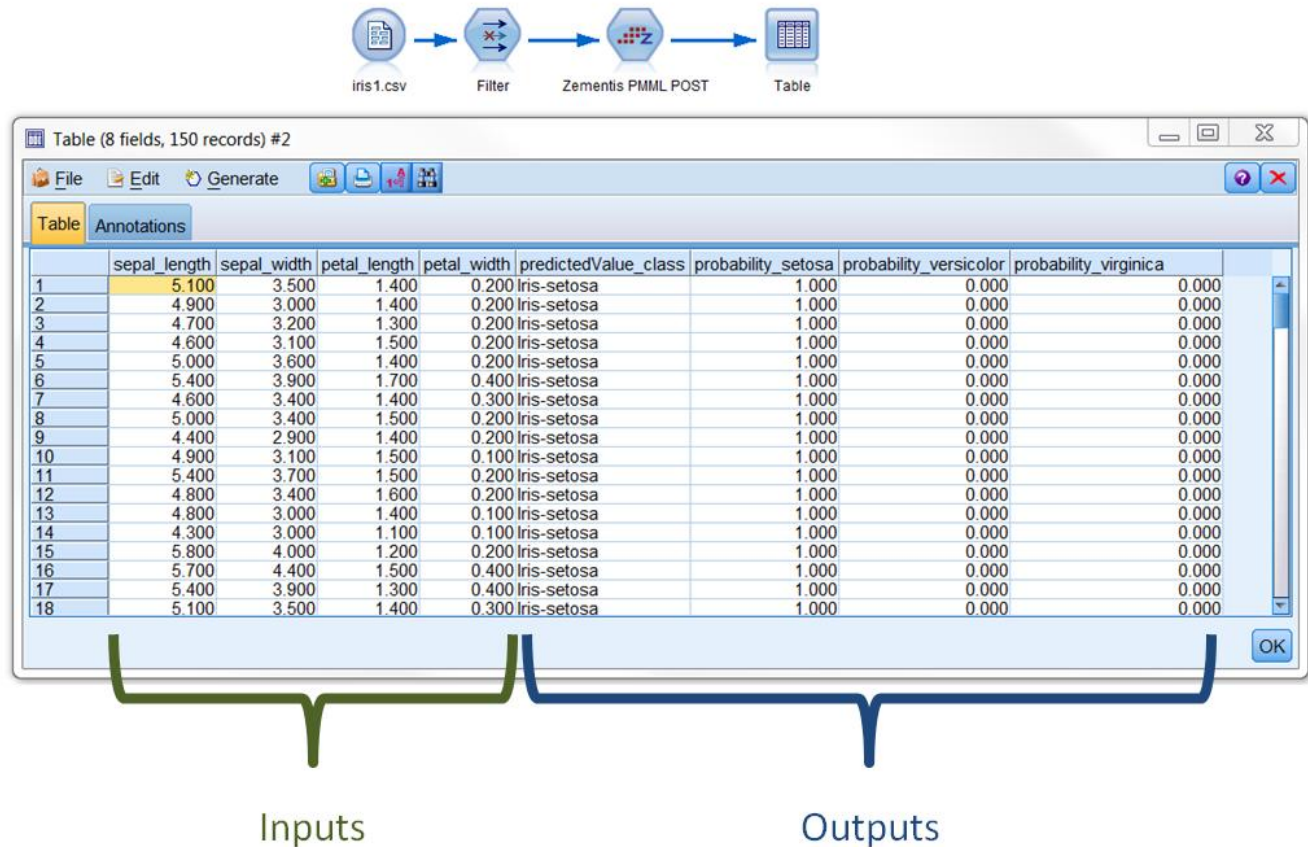 iris1.csv Filter Zementis PMML POST Table
Table (8 fields, 150 records) #2
File Edit Generate
Table Annotations
sepal_length sepal_width petal_length petal_width predictedValue_class probability_setosa probability_versicolor probability_virginica
1 5.100 3.500 1.400 0.200 Iris-setosa 1.000 0.000 0.000
2 4.900 3.000 1.400 0.200 Iris-setosa 1.000 0.000 0.000
3 4.700 3.200 1.300 0.200 Iris-setosa 1.000 0.000 0.000
4 4.600 3.100 1.500 0.200 Iris-setosa 1.000 0.000 0.000
5 5.000 3.600 1.400 0.200 Iris-setosa 1.000 0.000 0.000
6 5.400 3.900 1.700 0.400 Iris-setosa 1.000 0.000 0.000
7 4.600 3.400 1.400 0.300 Iris-setosa 1.000 0.000 0.000
8 5.000 3.400 1.500 0.200 Iris-setosa 1.000 0.000 0.000
9 4.400 2.900 1.400 0.200 Iris-setosa 1.000 0.000 0.000
10 4.900 3.100 1.500 0.100 Iris-setosa 1.000 0.000 0.000
11 5.400 3.700 1.500 0.200 Iris-setosa 1.000 0.000 0.000
12 4.800 3.400 1.600 0.200 Iris-setosa 1.000 0.000 0.000
13 4.800 3.000 1.400 0.100 Iris-setosa 1.000 0.000 0.000
14 4.300 3.000 1.100 0.100 Iris-setosa 1.000 0.000 0.000
15 5.800 4.000 1.200 0.200 Iris-setosa 1.000 0.000 0.000
16 5.700 4.400 1.500 0.400 Iris-setosa 1.000 0.000 0.000
17 5.400 3.900 1.300 0.400 Iris-setosa 1.000 0.000 0.000
18 5.100 3.500 1.400 0.300 Iris-setosa 1.000 0.000 0.000
OK
Inputs Outputs